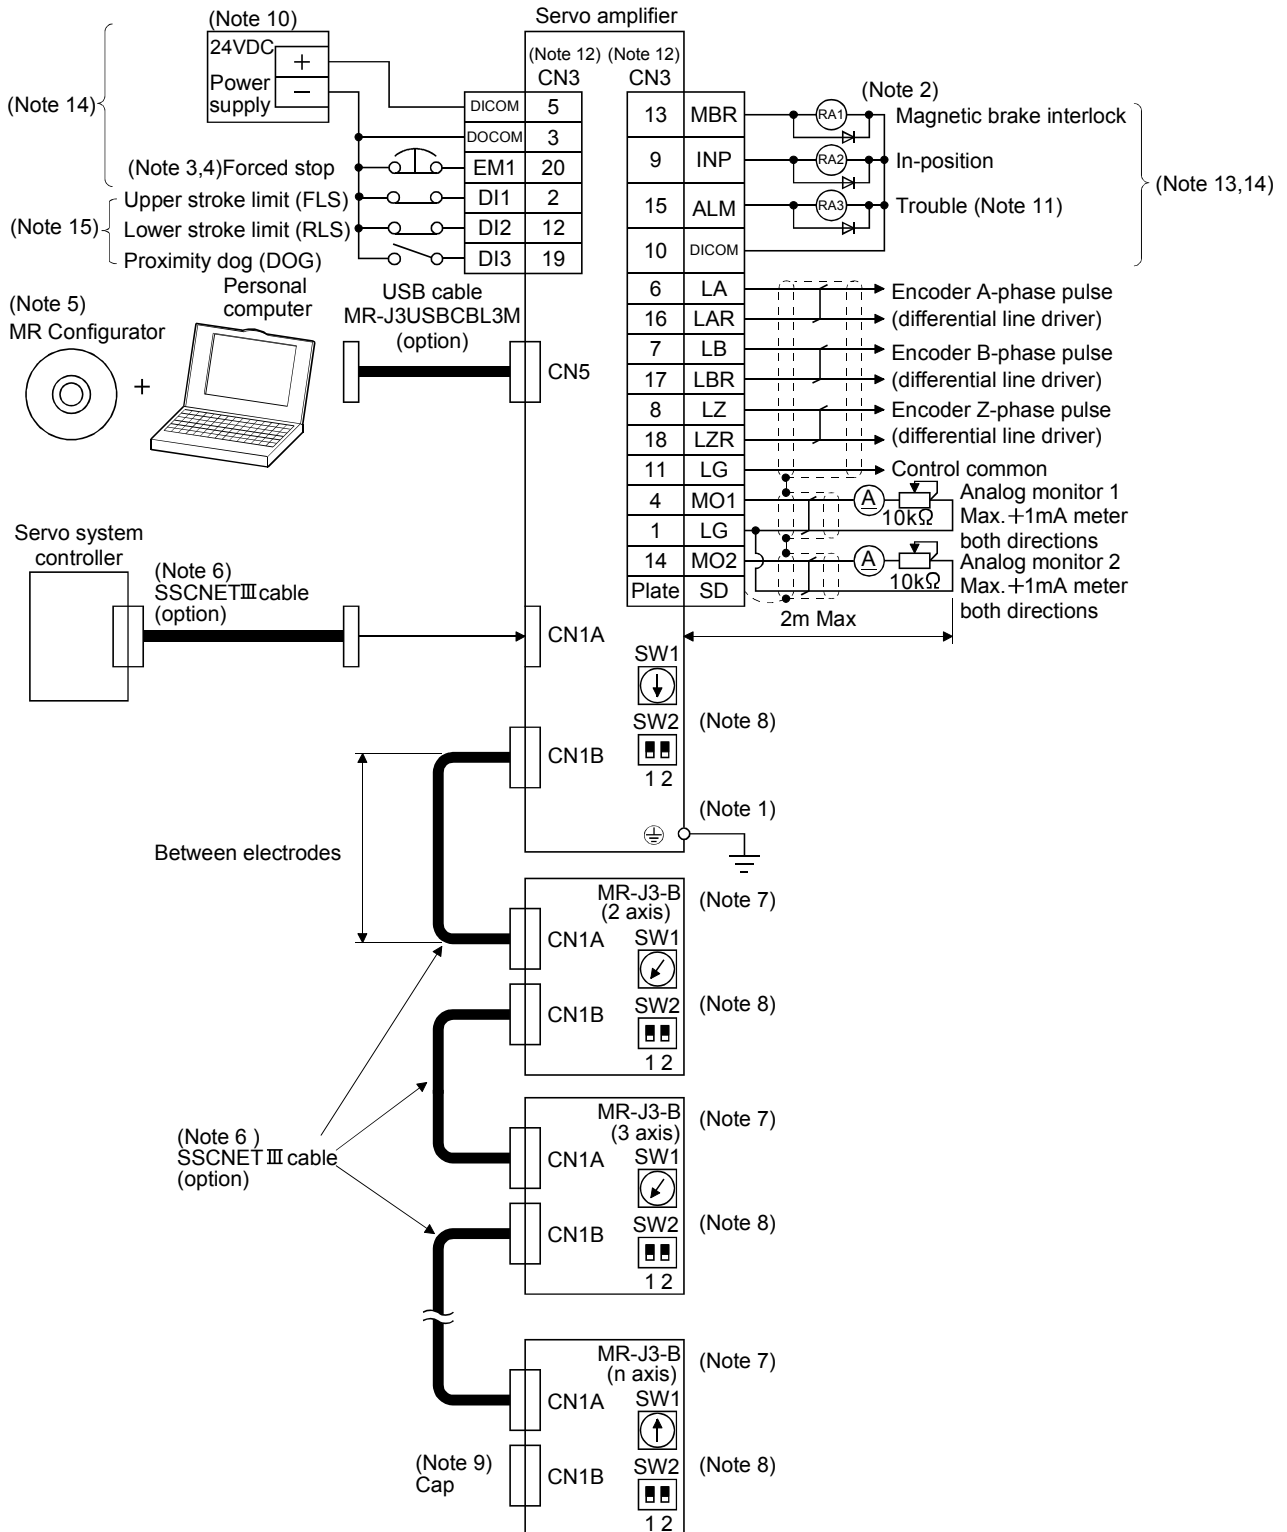 Servo amplifier
(Note 10)
24VDC
+
Power
supply
−
(Note 14)
(Note 12) (Note 12)
CN3
CN3
DICOM 5
DOCOM 3
(Note 3,4)Forced stop
EM1 20
Upper stroke limit (FLS)
DI1 2
(Note 15)
Lower stroke limit (RLS)
DI2 12
Proximity dog (DOG)
DI3 19
13 MBR
RA1
(Note 2)
Magnetic brake interlock
9 INP
RA2
In-position
(Note 13,14)
15 ALM
RA3
Trouble (Note 11)
10 DICOM
6 LA
Encoder A-phase pulse
16 LAR
(differential line driver)
7 LB
Encoder B-phase pulse
17 LBR
(differential line driver)
8 LZ
Encoder Z-phase pulse
18 LZR
(differential line driver)
11 LG
Control common
4 MO1
A
10kΩ
Analog monitor 1
Max.+1mA meter
both directions
1 LG
14 MO2
A
10kΩ
Analog monitor 2
Max.+1mA meter
both directions
Plate SD
2m Max
(Note 5)
MR Configurator
+
Personal
computer
USB cable
MR-J3USBCBL3M
(option)
CN5
Servo system
controller
(Note 6)
SSCNETⅢ cable
(option)
CN1A
SW1
SW2
(Note 8)
1 2
CN1B
(Note 1)
Between electrodes
MR-J3-B
(2 axis)
(Note 7)
CN1A
SW1
CN1B
SW2
(Note 8)
1 2
(Note 6 )
SSCNETⅢ cable
(option)
MR-J3-B
(3 axis)
(Note 7)
CN1A
SW1
CN1B
SW2
(Note 8)
1 2
MR-J3-B
(n axis)
(Note 7)
CN1A
SW1
(Note 9)
Cap
CN1B
SW2
(Note 8)
1 2